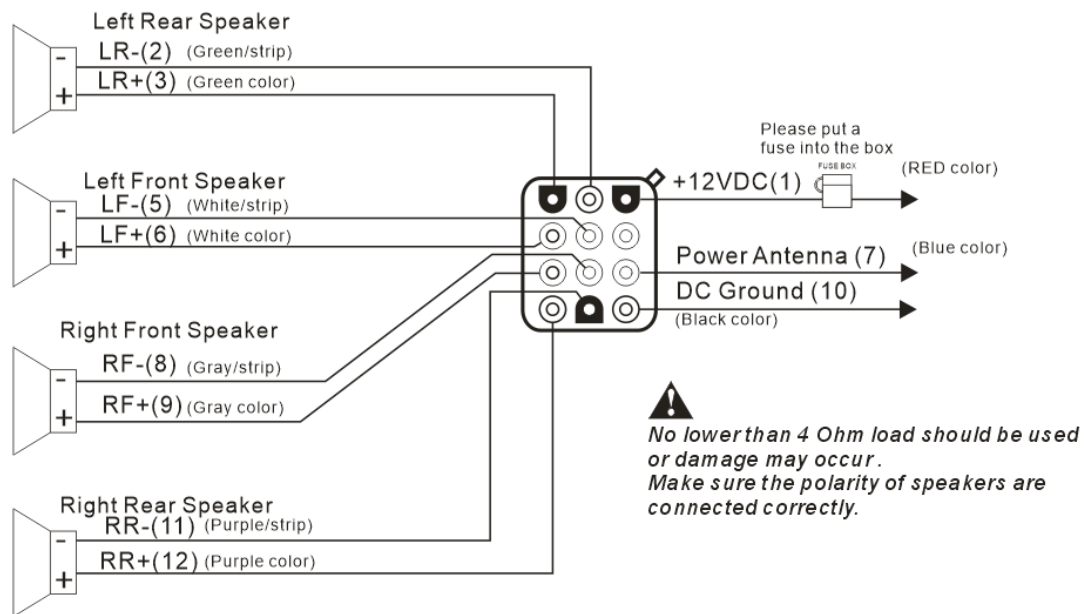 Left Rear Speaker
LR-(2) (Green/strip)
-
LR+(3) (Green color)
+
Left Front Speaker
LF-(5) (White/strip)
-
LF+(6) (White color)
+
Right Front Speaker
RF-(8) (Gray/strip)
-
RF+(9) (Gray color)
+
Right Rear Speaker
RR-(11) (Purple/strip)
-
RR+(12) (Purple color)
+
Please put a
fuse into the box
FUSE BOX
+12VDC(1)
(RED color)
Power Antenna (7)
(Blue color)
DC Ground (10)
(Black color)
!
No lower than 4 Ohm load should be used
or damage may occur .
Make sure the polarity of speakers are
connected correctly.